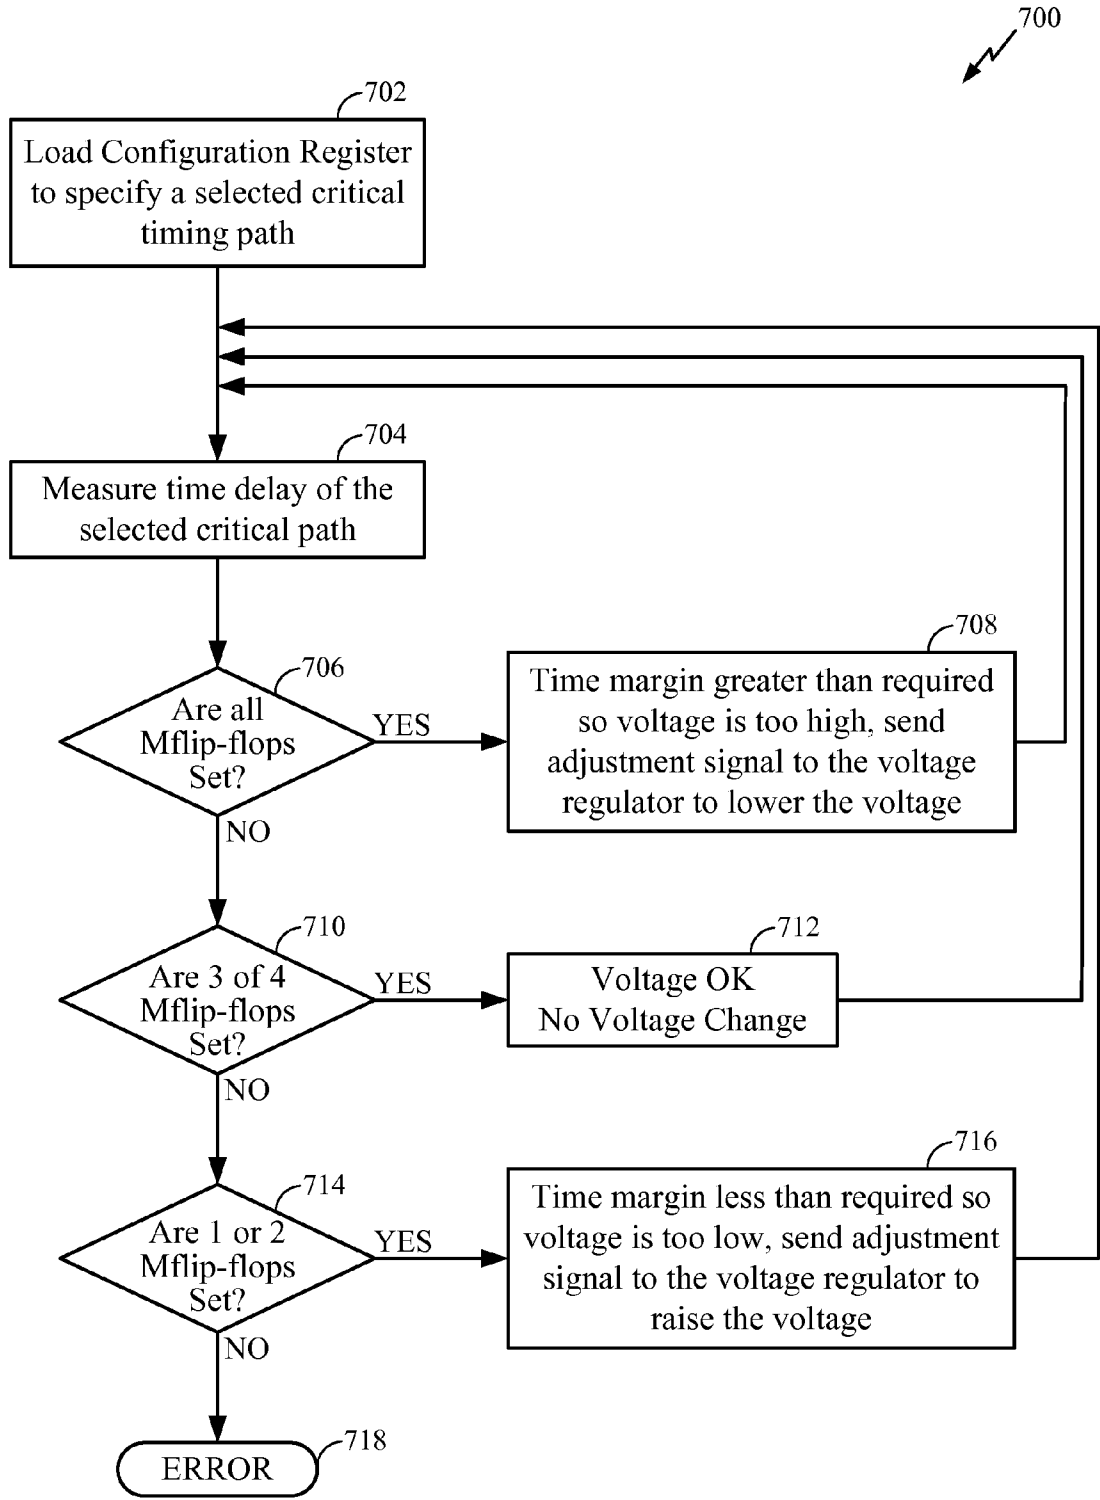 700
702
Load Configuration Register
to specify a selected critical
timing path
704
Measure time delay of the
selected critical path
706
Are all
Mflip-flops
Set?
YES
NO
708
Time margin greater than required
so voltage is too high, send
adjustment signal to the voltage
regulator to lower the voltage
710
Are 3 of 4
Mflip-flops
Set?
YES
NO
712
Voltage OK
No Voltage Change
714
Are 1 or 2
Mflip-flops
Set?
YES
NO
716
Time margin less than required so
voltage is too low, send adjustment
signal to the voltage regulator to
raise the voltage
ERROR
718